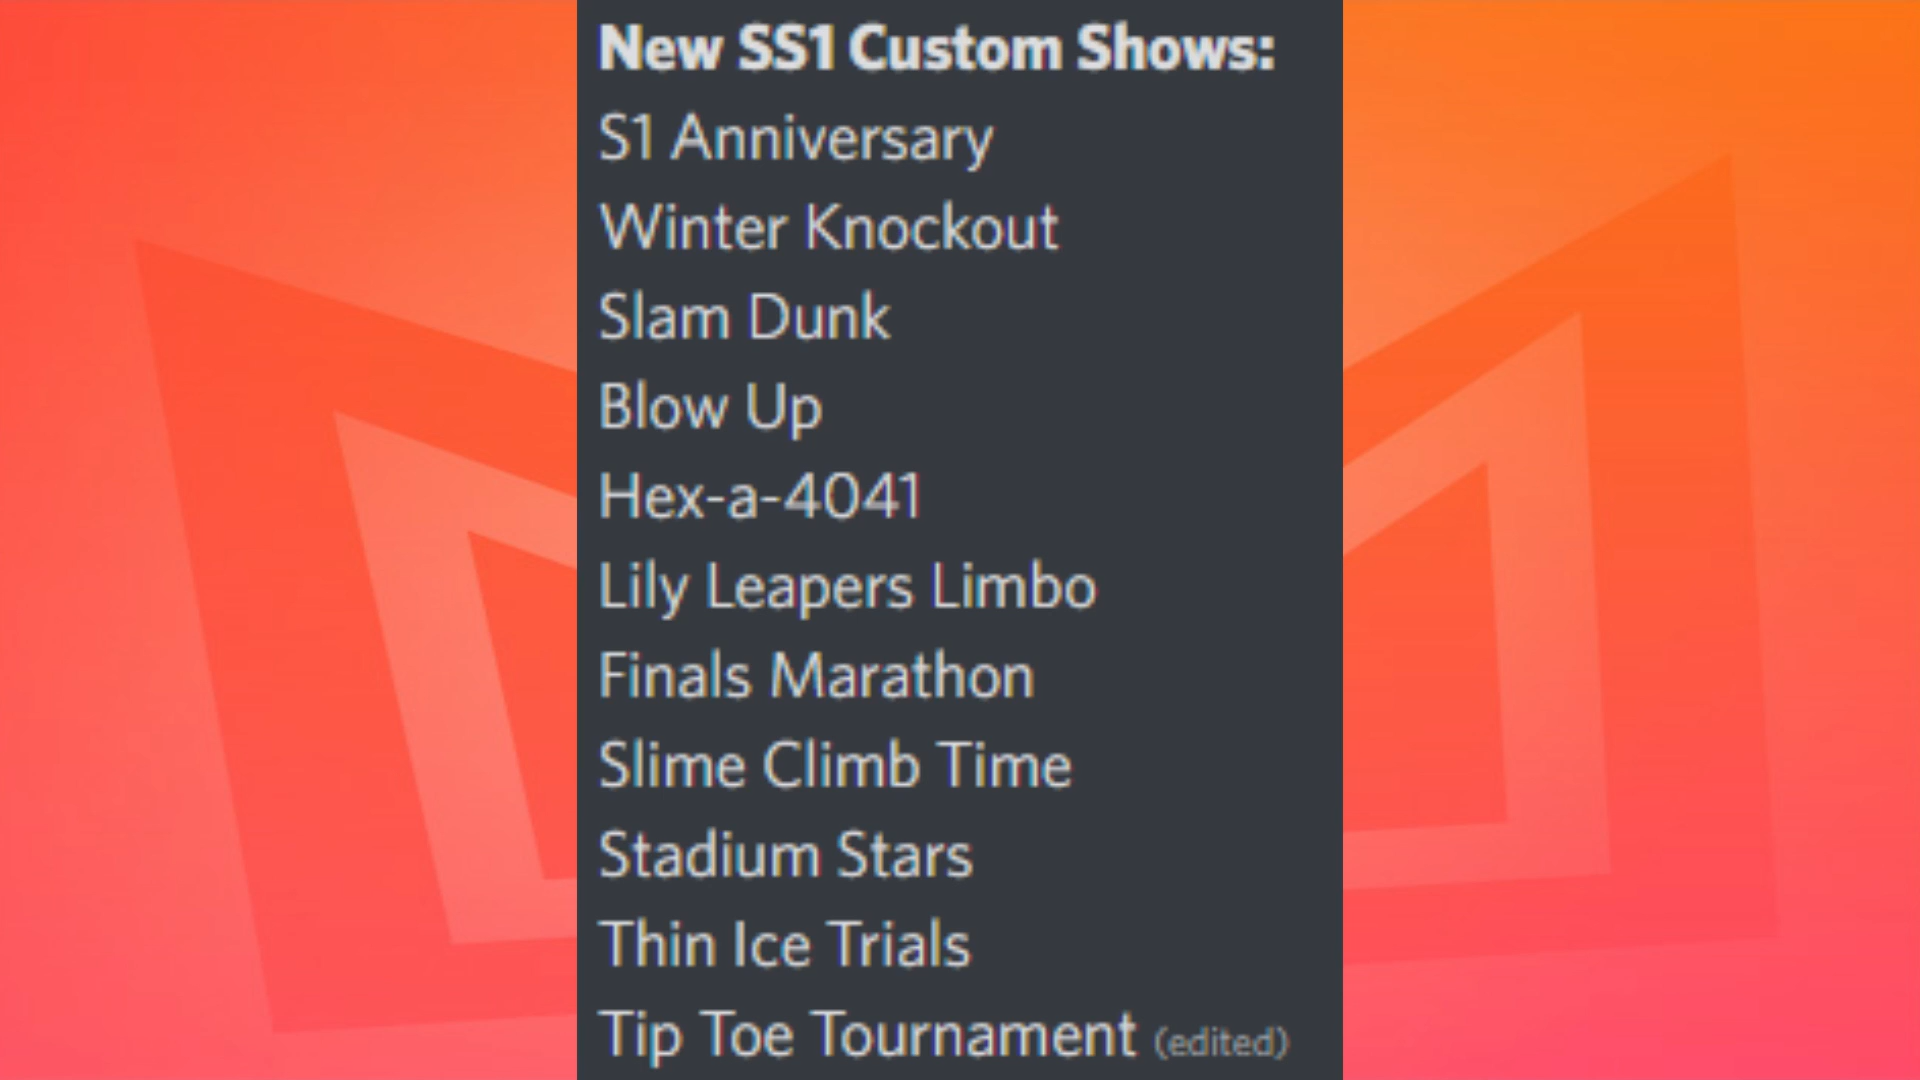 New SS1 Custom Shows:
S1 Anniversary
Winter Knockout
Slam Dunk
Blow Up
Hex-a-4041
Lily Leapers Limbo
Finals Marathon
Slime Climb Time
Stadium Stars
Thin Ice Trials
Tip Toe Tournament (edited)